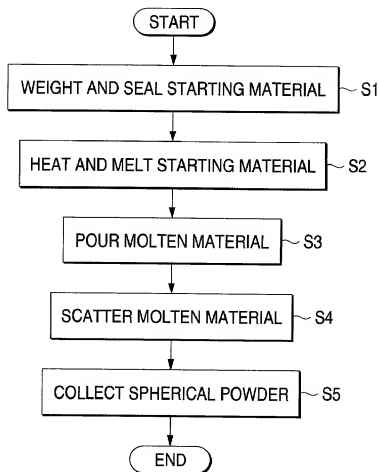 START
WEIGHT AND SEAL STARTING MATERIAL S1
HEAT AND MELT STARTING MATERIAL S2
POUR MOLTEN MATERIAL S3
SCATTER MOLTEN MATERIAL S4
COLLECT SPHERICAL POWDER S5
END